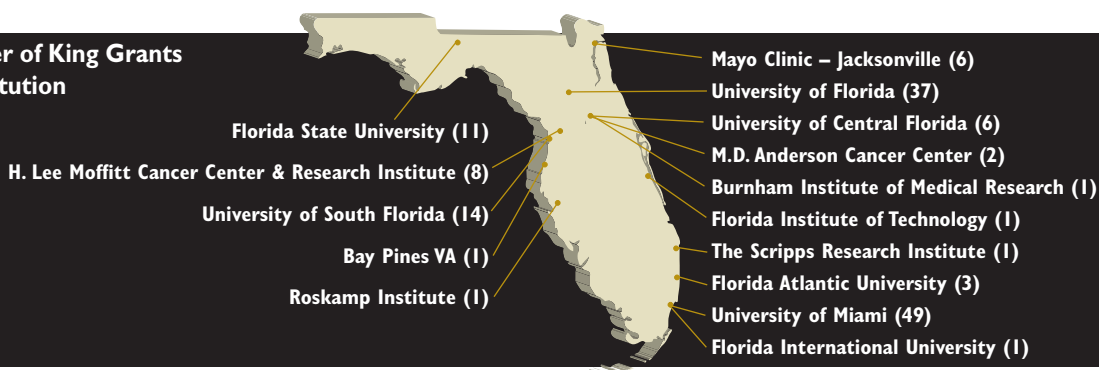 er of King Grants
itution
Florida State University (11)
H. Lee Moffitt Cancer Center & Research Institute (8)
University of South Florida (14)
Bay Pines VA (1)
Roskamp Institute (1)
Mayo Clinic – Jacksonville (6)
University of Florida (37)
University of Central Florida (6)
M.D. Anderson Cancer Center (2)
Burnham Institute of Medical Research (1)
Florida Institute of Technology (1)
The Scripps Research Institute (1)
Florida Atlantic University (3)
University of Miami (49)
Florida International University (1)